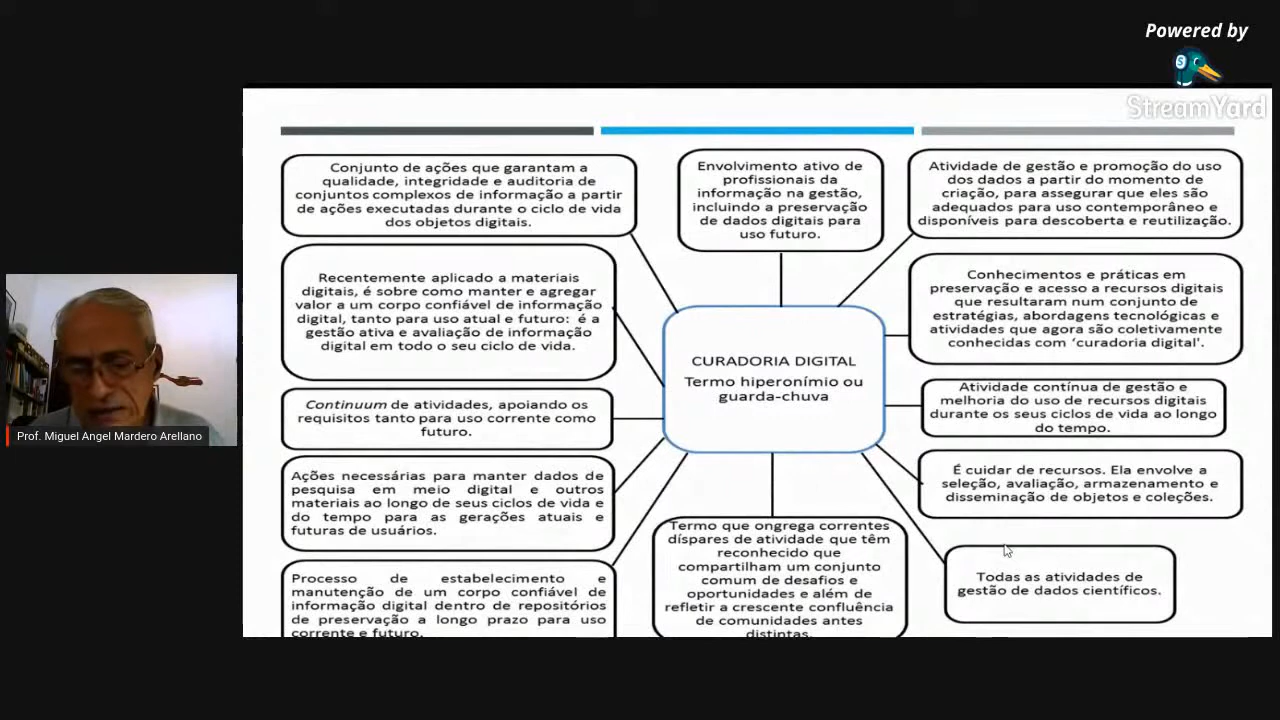 Powered by
StreamYard
Conjunto de ações que garantam a
qualidade, integridade e auditoria de
conjuntos complexos de informação a partir
de ações executadas durante o ciclo de vida
dos objetos digitais.
Envolvimento ativo de
profissionais da
informação na gestão,
incluindo a preservação
de dados digitais para
uso futuro.
Atividade de gestão e promoção do uso
dos dados a partir do momento de
criação, para assegurar que eles são
adequados para uso contemporâneo e
disponíveis para descoberta e reutilização.
Recentemente aplicado a materiais
digitais, é sobre como manter e agregar
valor a um corpo confiável de informação
digital, tanto para uso atual e futuro: é a
gestão ativa e avaliação de informação
digital em todo o seu ciclo de vida.
Conhecimentos e práticas em
preservação e acesso a recursos digitais
que resultaram num conjunto de
estratégias, abordagens tecnológicas e
atividades que agora são coletivamente
conhecidas com ‘curadoria digital'.
CURADORIA DIGITAL
Termo hiperonímio ou
guarda-chuva
Continuum de atividades, apoiando os
requisitos tanto para uso corrente como
futuro.
Atividade contínua de gestão e
melhoria do uso de recursos digitais
durante os seus ciclos de vida ao longo
do tempo.
Ações necessárias para manter dados de
pesquisa em meio digital e outros
materiais ao longo de seus ciclos de vida e
do tempo para as gerações atuais e
futuras de usuários.
É cuidar de recursos. Ela envolve a
seleção, avaliação, armazenamento e
disseminação de objetos e coleções.
Processo de estabelecimento e
manutenção de um corpo confiável de
informação digital dentro de repositórios
de preservação a longo prazo para uso
corrente e futuro.
Termo que ongrega correntes
díspares de atividade que têm
reconhecido que
compartilham um conjunto
comum de desafios e
oportunidades e além de
refletir a crescente confluência
de comunidades antes
distintas.
Todas as atividades de
gestão de dados científicos.
Prof. Miguel Angel Mardero Arellano